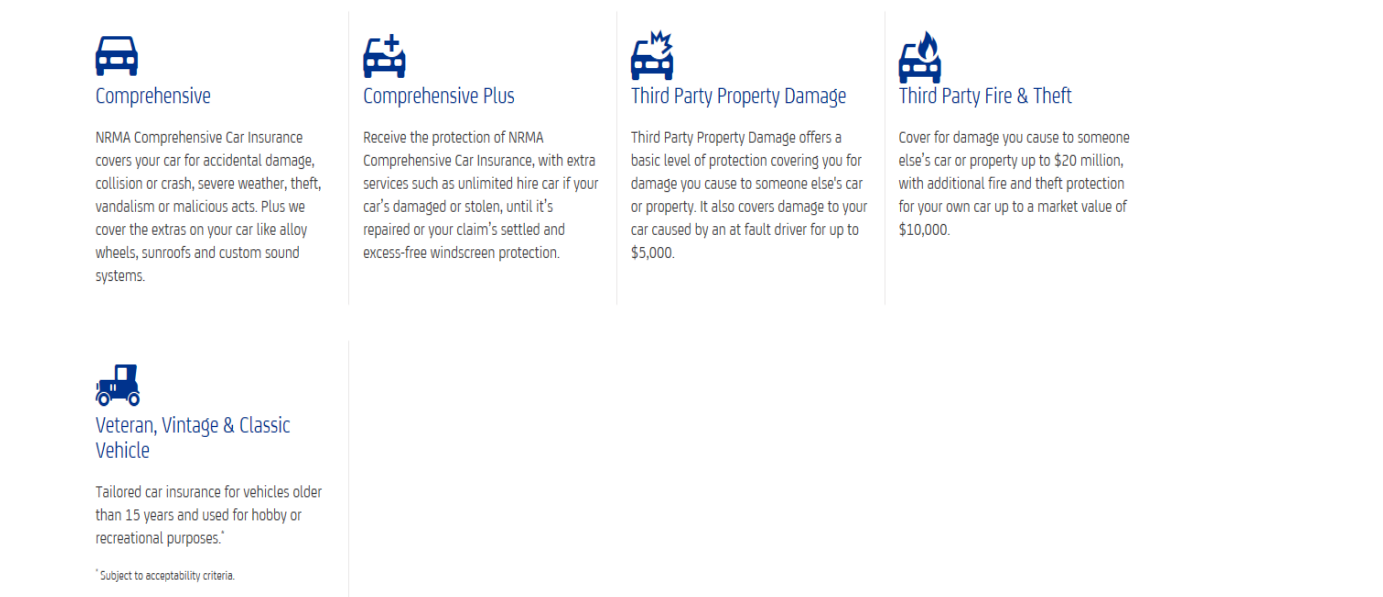 Comprehensive
NRMA Comprehensive Car Insurance
covers your car for accidental damage,
collision or crash, severe weather, theft,
vandalism or malicious acts. Plus we
cover the extras on your car like alloy
wheels, sunroofs and custom sound
systems.
Comprehensive Plus
Receive the protection of NRMA
Comprehensive Car Insurance, with extra
services such as unlimited hire car if your
car's damaged or stolen, until it's
repaired or your claim's settled and
excess-free windscreen protection.
Third Party Property Damage
Third Party Property Damage offers a
basic level of protection covering you for
damage you cause to someone else's car
or property. It also covers damage to your
car caused by an at fault driver for up to
$5,000.
Third Party Fire & Theft
Cover for damage you cause to someone
else's car or property up to $20 million,
with additional fire and theft protection
for your own car up to a market value of
$10,000.
Veteran, Vintage & Classic
Vehicle
Tailored car insurance for vehicles older
than 15 years and used for hobby or
recreational purposes.*
* Subject to acceptability criteria.